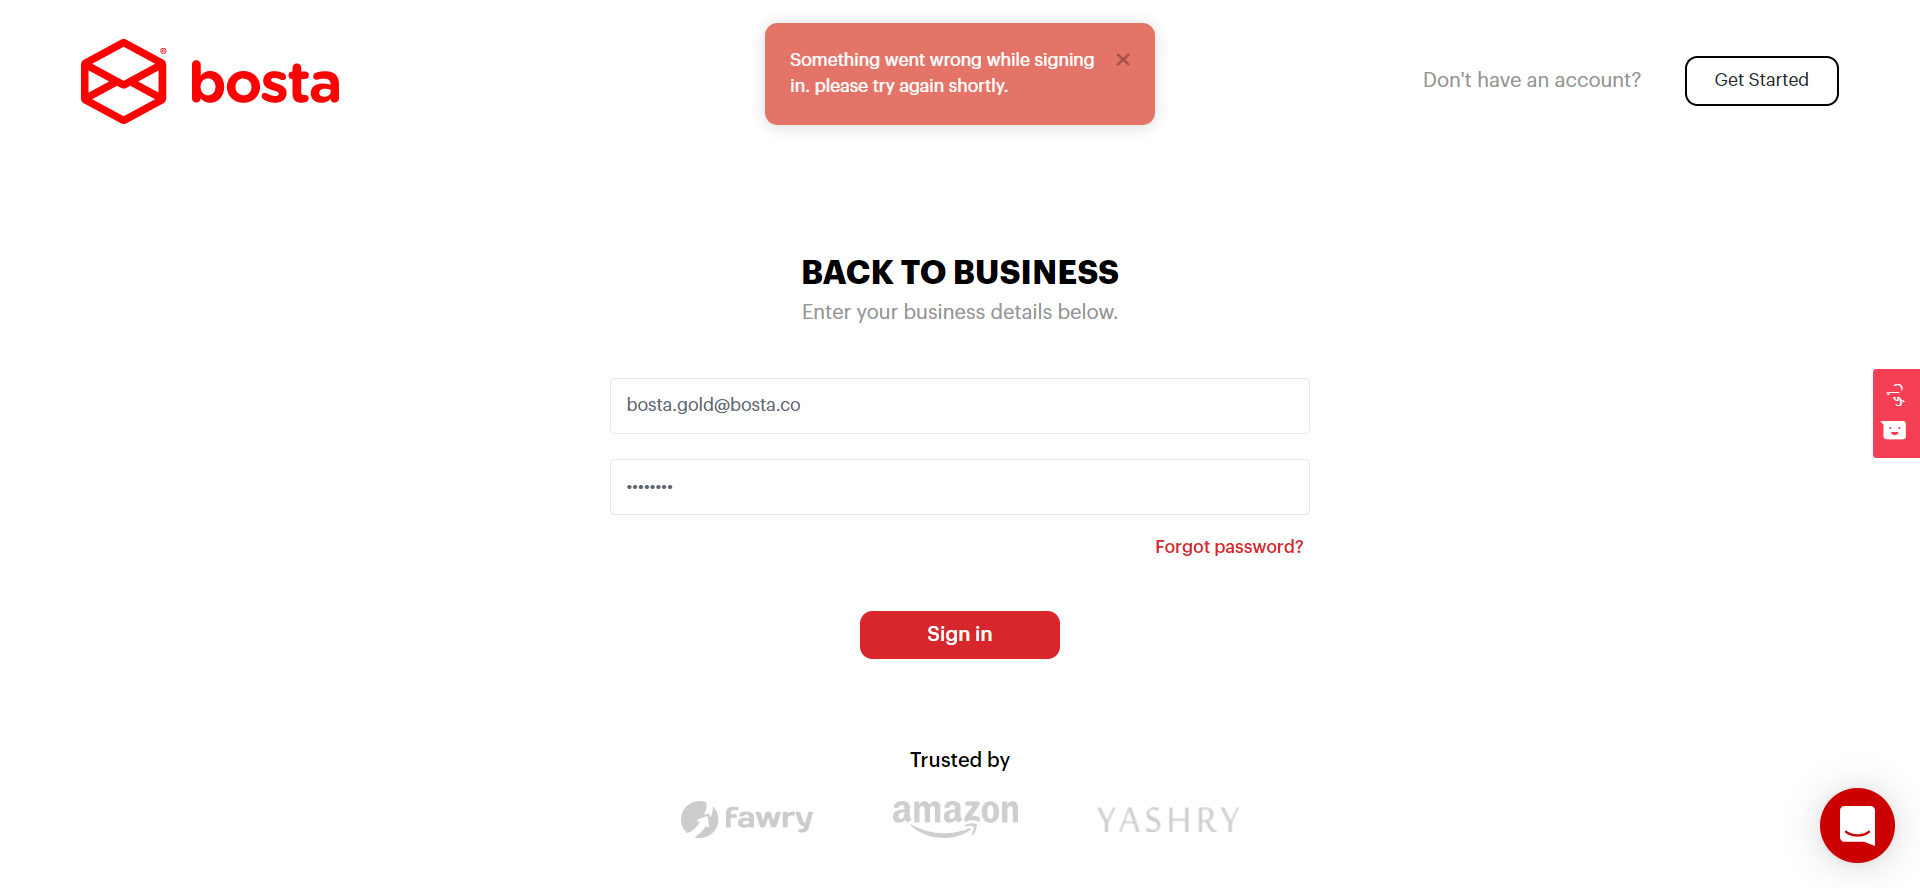 bosta
Something went wrong while signing
in. please try again shortly.
Don't have an account?
Get Started
BACK TO BUSINESS
Enter your business details below.
bosta.gold@bosta.co
••••••••
Forgot password?
Sign in
Trusted by
fawry
amazon
YASHRY